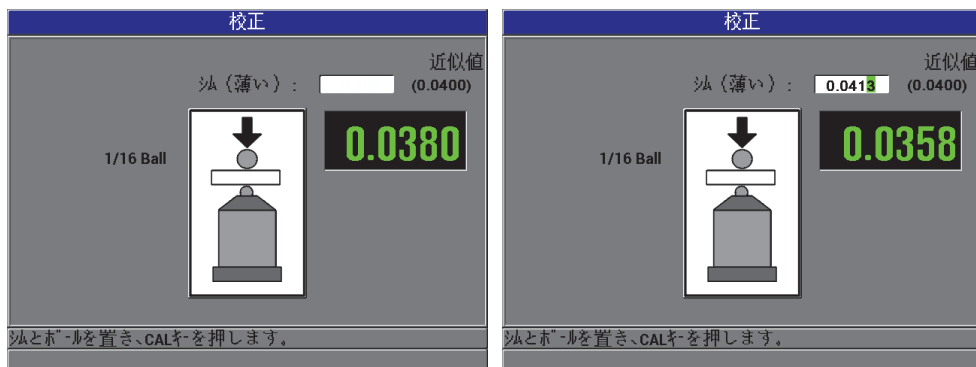 校正
近似値
シム（薄い）:
(0.0400)
1/16 Ball
0.0380
シムとボールを置き、CALキーを押します。
校正
近似値
シム（薄い）: 0.0413 (0.0400)
1/16 Ball
0.0358
シムとボールを置き、CALキーを押します。